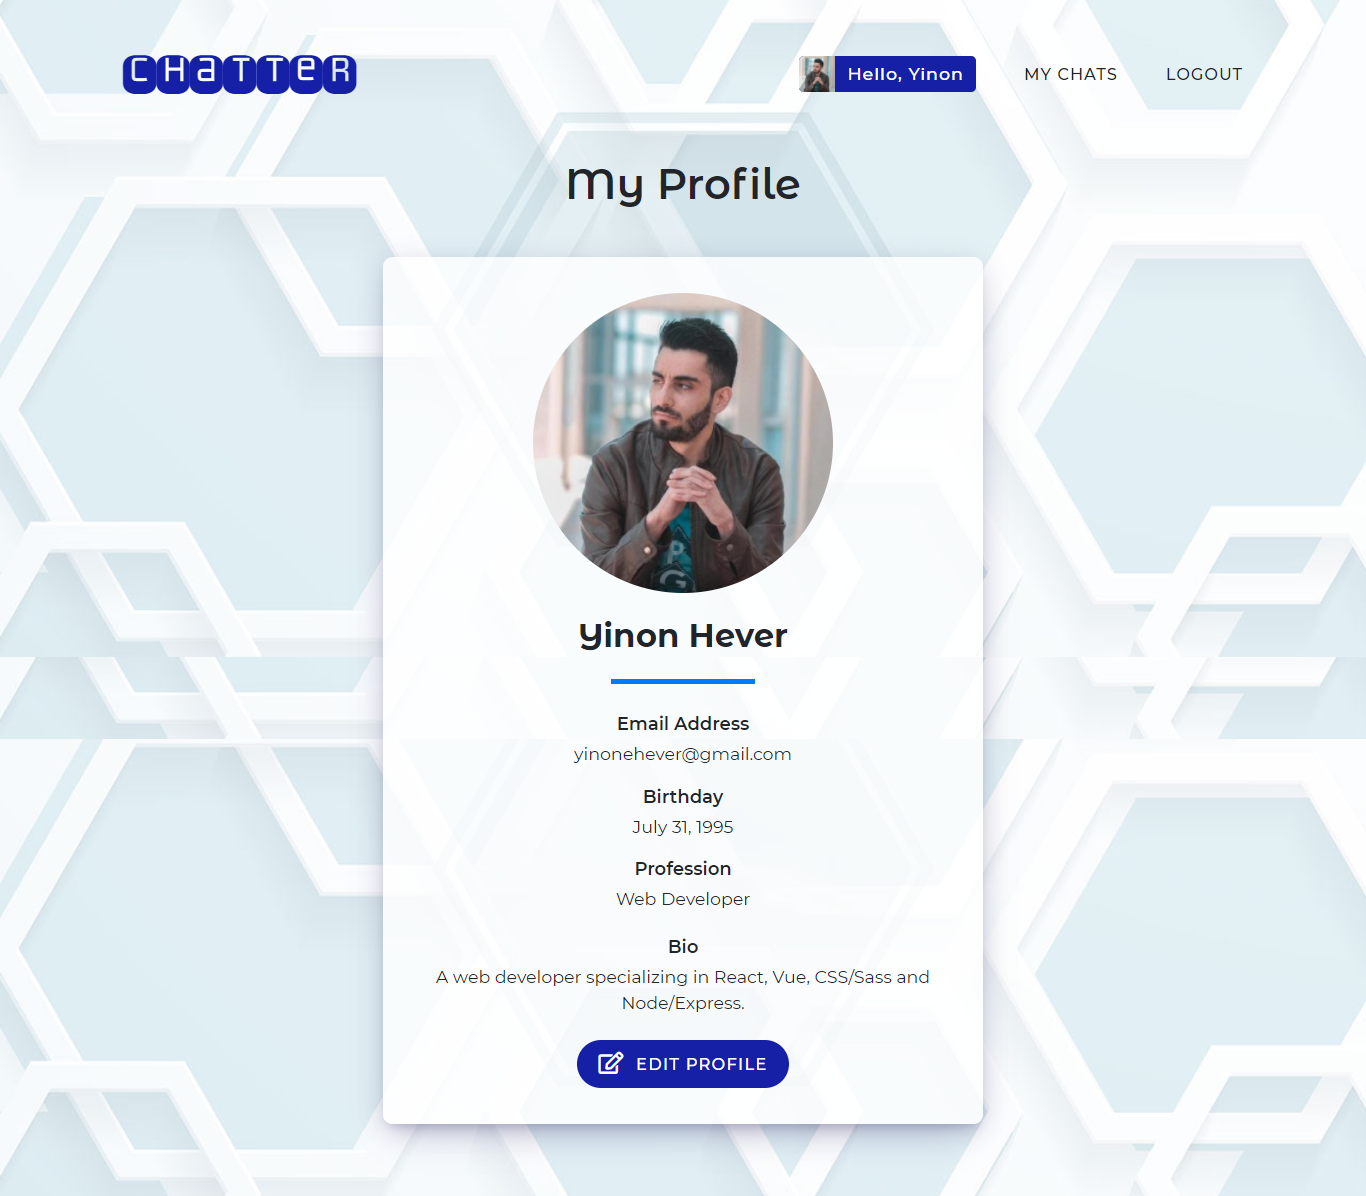 CHaTTeR
Hello, Yinon
MY CHATS
LOGOUT
My Profile
P
G
Yinon Hever
Email Address
yinonehever@gmail.com
Birthday
July 31, 1995
Profession
Web Developer
Bio
A web developer specializing in React, Vue, CSS/Sass and
Node/Express.
EDIT PROFILE